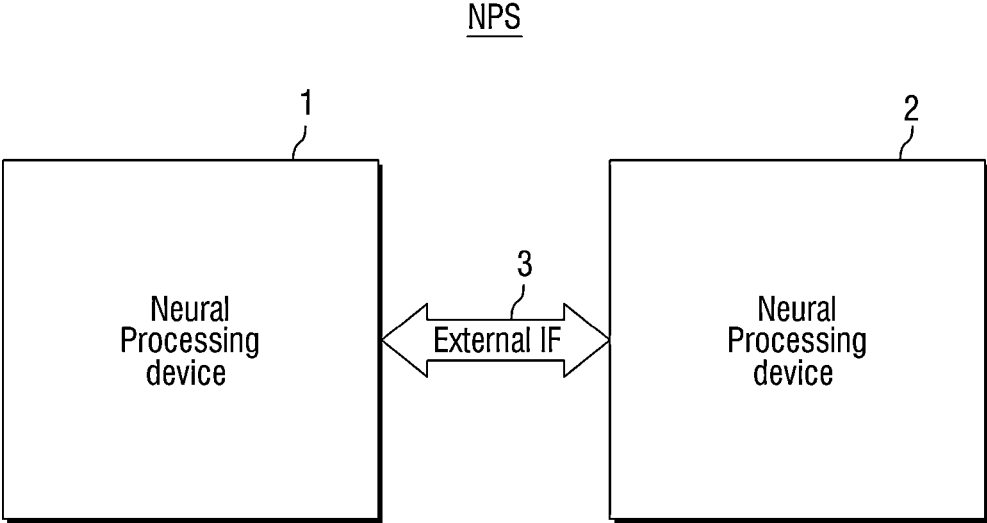 NPS
1
2
3
Neural
Processing
device
External IF
Neural
Processing
device